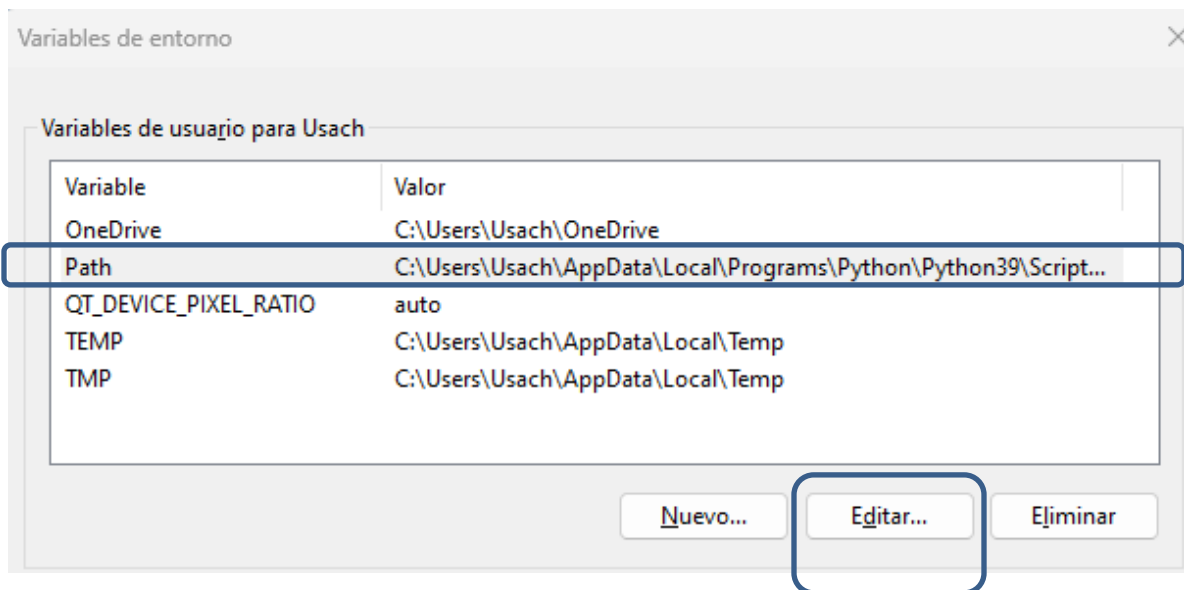 Variables de entorno
Variables de usuario para Usach
Variable Valor
OneDrive C:\Users\Usach\OneDrive
Path C:\Users\Usach\AppData\Local\Programs\Python\Python39\Script...
QT_DEVICE_PIXEL_RATIO auto
TEMP C:\Users\Usach\AppData\Local\Temp
TMP C:\Users\Usach\AppData\Local\Temp
Nuevo... Editar... Eliminar